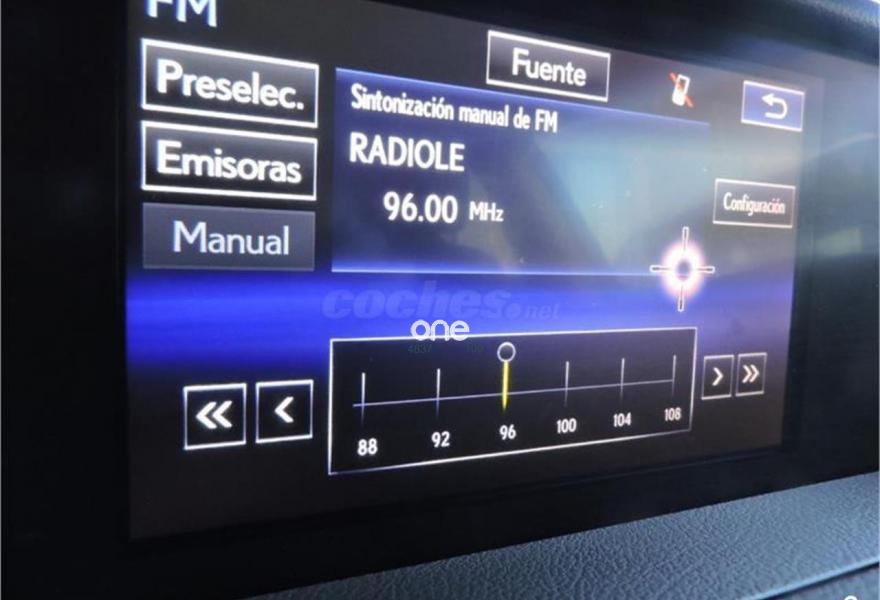 FM
Preselec.
Emisoras
Manual
Fuente
Sintonización manual de FM
RADIOLE
96.00 MHz
Configuración
coches.net
one
88 92 96 100 104 108